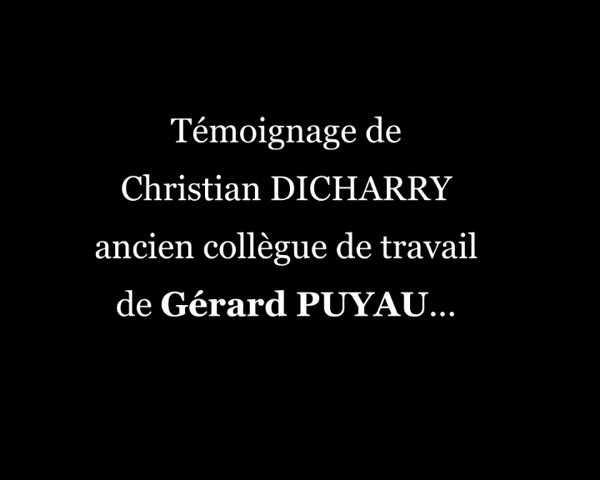 Témoignage de
Christian DICHARRY
ancien collègue de travail
de Gérard PUYAU...